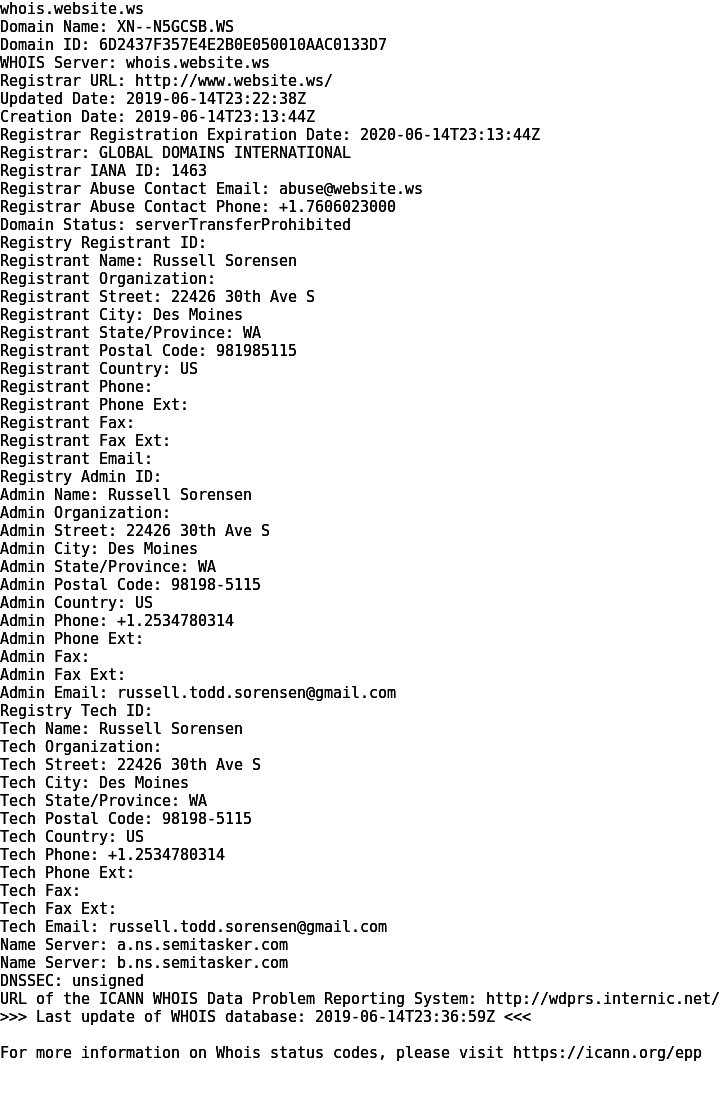 whois.website.ws
Domain Name: XN--N5GCSB.WS
Domain ID: 6D2437F357E4E2B0E050010AAC0133D7
WHOIS Server: whois.website.ws
Registrar URL: http://www.website.ws/
Updated Date: 2019-06-14T23:22:38Z
Creation Date: 2019-06-14T23:13:44Z
Registrar Registration Expiration Date: 2020-06-14T23:13:44Z
Registrar: GLOBAL DOMAINS INTERNATIONAL
Registrar IANA ID: 1463
Registrar Abuse Contact Email: abuse@website.ws
Registrar Abuse Contact Phone: +1.7606023000
Domain Status: serverTransferProhibited
Registry Registrant ID:
Registrant Name: Russell Sorensen
Registrant Organization:
Registrant Street: 22426 30th Ave S
Registrant City: Des Moines
Registrant State/Province: WA
Registrant Postal Code: 981985115
Registrant Country: US
Registrant Phone:
Registrant Phone Ext:
Registrant Fax:
Registrant Fax Ext:
Registrant Email:
Registry Admin ID:
Admin Name: Russell Sorensen
Admin Organization:
Admin Street: 22426 30th Ave S
Admin City: Des Moines
Admin State/Province: WA
Admin Postal Code: 98198-5115
Admin Country: US
Admin Phone: +1.2534780314
Admin Phone Ext:
Admin Fax:
Admin Fax Ext:
Admin Email: russell.todd.sorensen@gmail.com
Registry Tech ID:
Tech Name: Russell Sorensen
Tech Organization:
Tech Street: 22426 30th Ave S
Tech City: Des Moines
Tech State/Province: WA
Tech Postal Code: 98198-5115
Tech Country: US
Tech Phone: +1.2534780314
Tech Phone Ext:
Tech Fax:
Tech Fax Ext:
Tech Email: russell.todd.sorensen@gmail.com
Name Server: a.ns.semitasker.com
Name Server: b.ns.semitasker.com
DNSSEC: unsigned
URL of the ICANN WHOIS Data Problem Reporting System: http://wdprs.internic.net/
>>> Last update of WHOIS database: 2019-06-14T23:36:59Z <<<
For more information on Whois status codes, please visit https://icann.org/epp